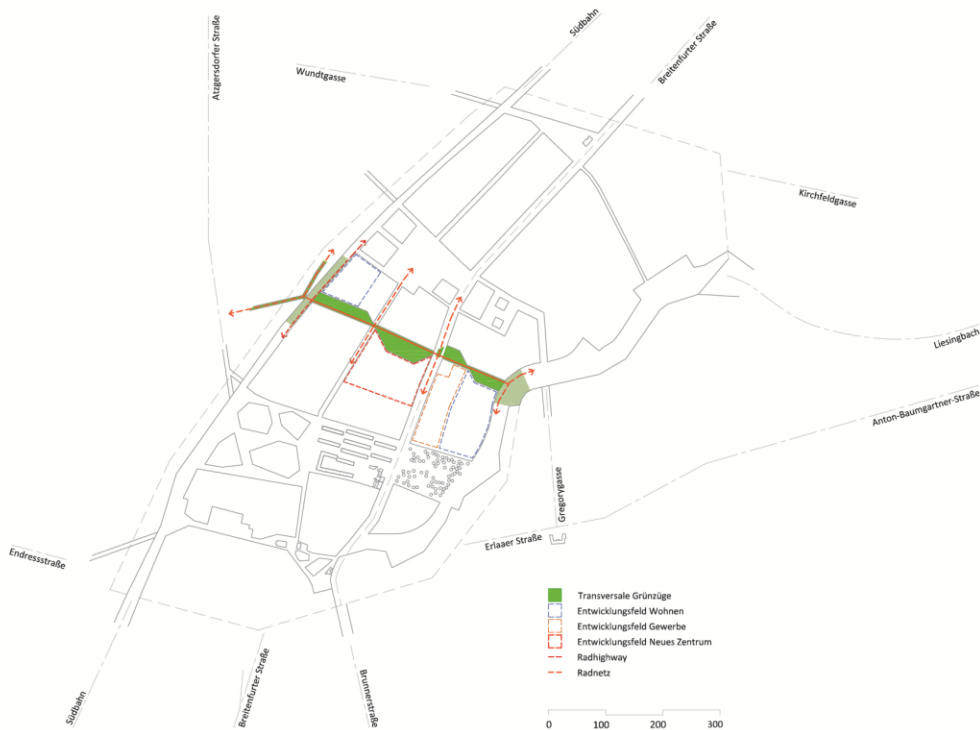 Südbahn
Breitenfurter Straße
Atzgersdorfer Straße
Wundtgasse
Kirchfeldgasse
Liesingbach
Anton-Baumgartner-Straße
Gregorygasse
Erlaaer Straße
Endressstraße
Südbahn
Breitenfurter Straße
Brunnerstraße
Transversale Grünzüge
Entwicklungsfeld Wohnen
Entwicklungsfeld Gewerbe
Entwicklungsfeld Neues Zentrum
Radhighway
Radnetz
0 100 200 300